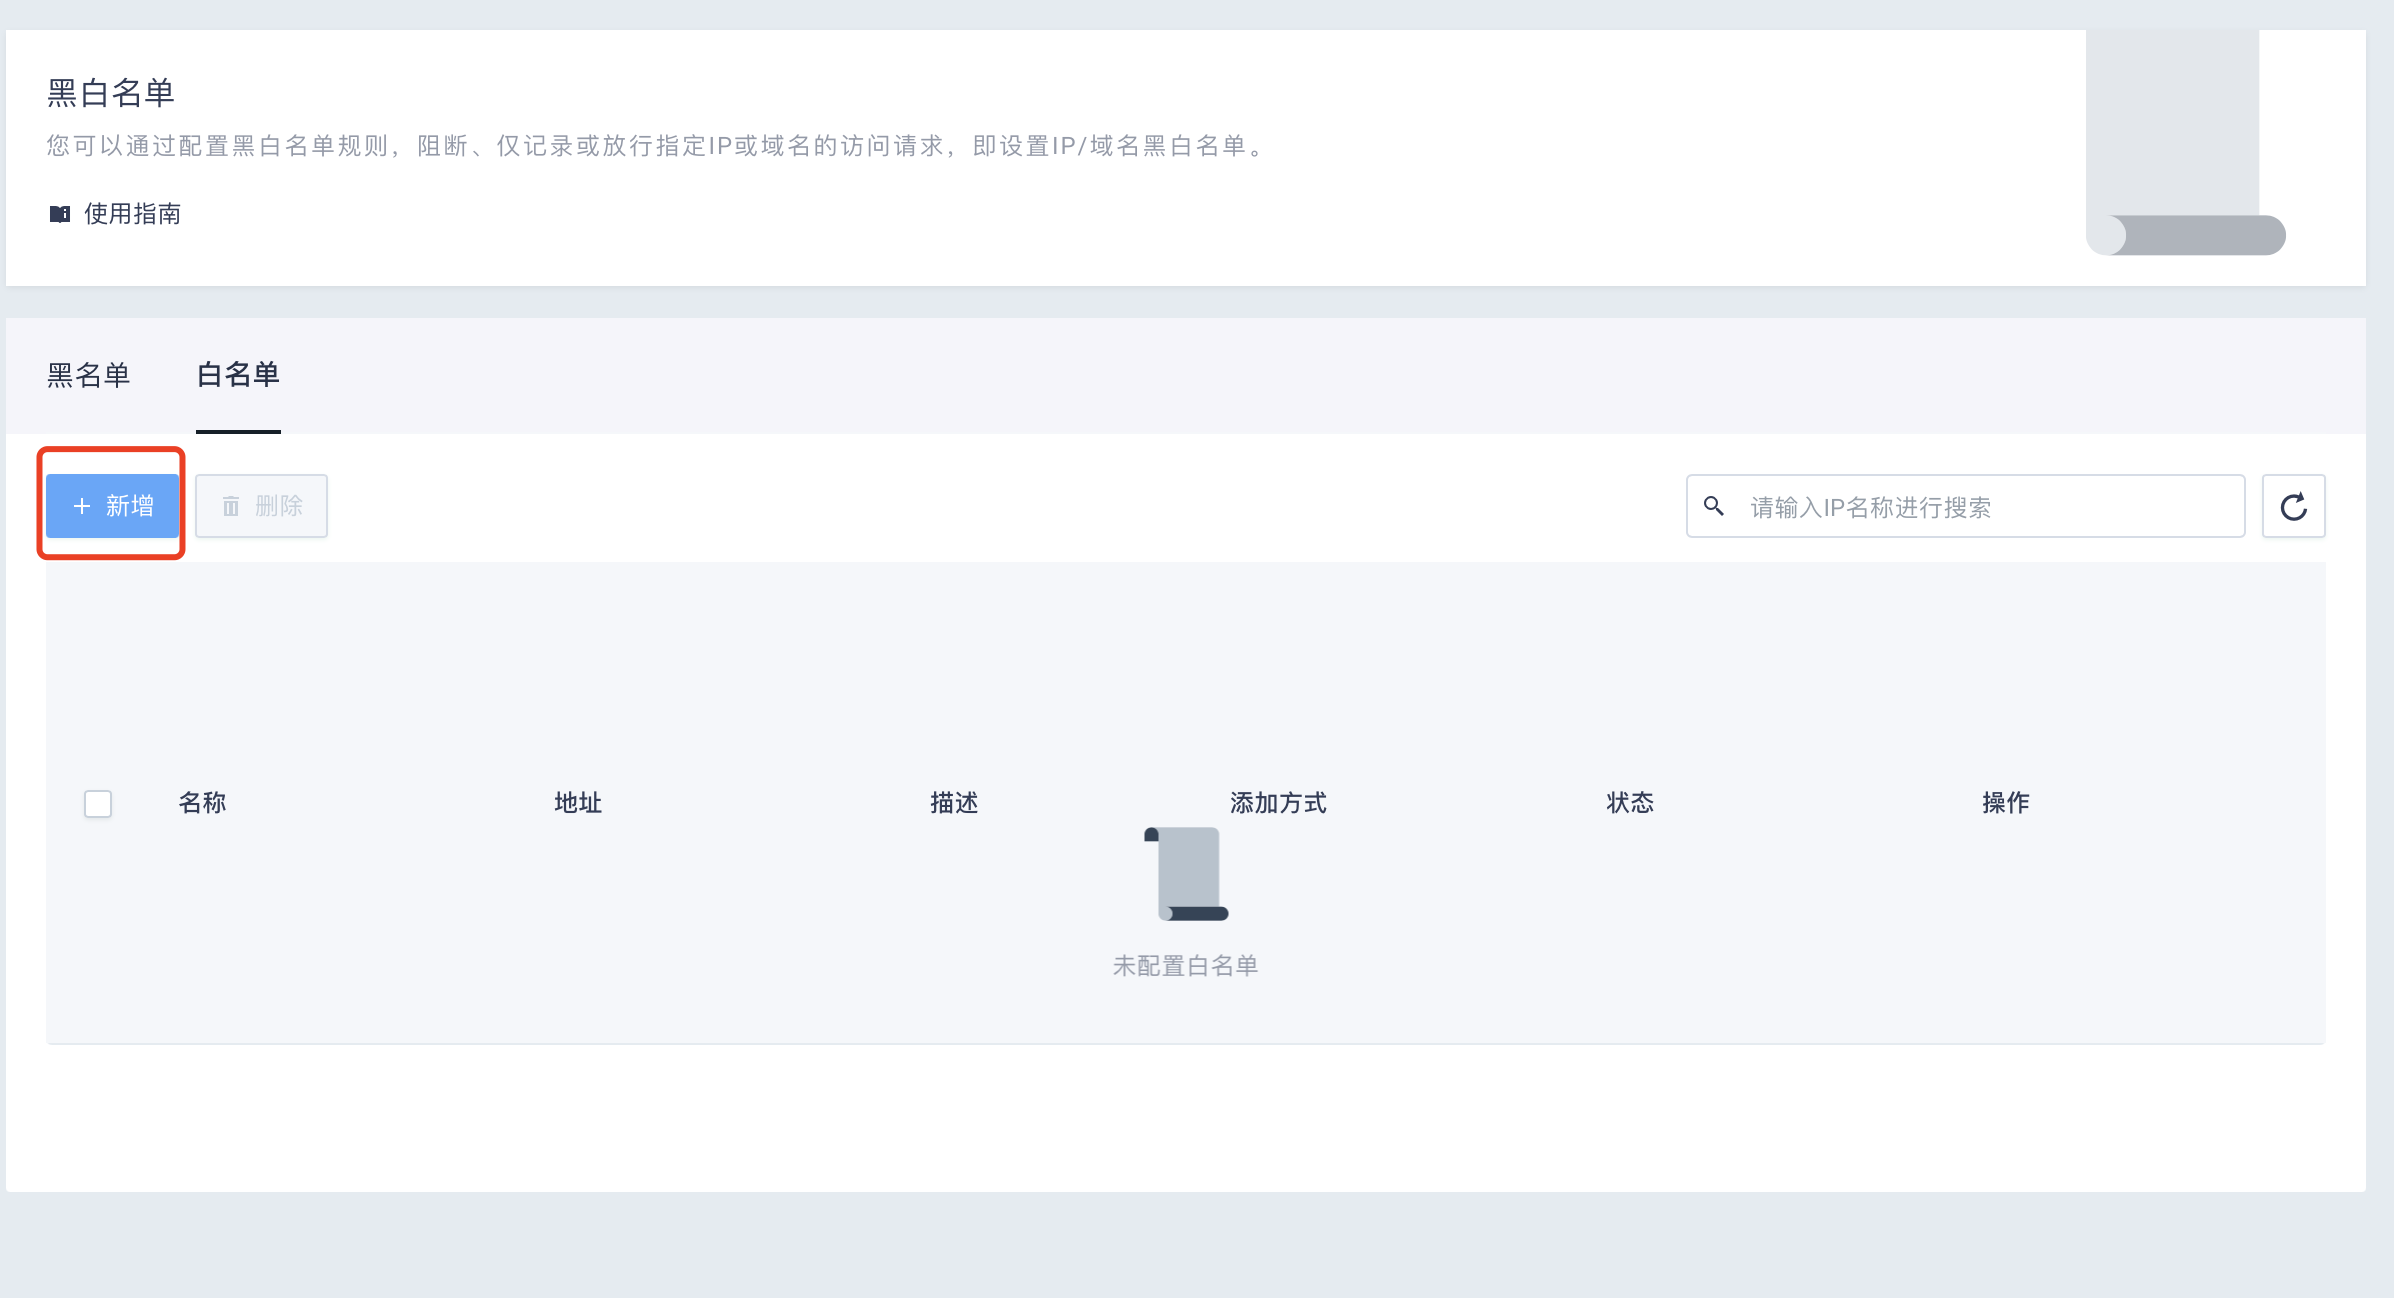 黑白名单
您可以通过配置黑白名单规则，阻断、仅记录或放行指定IP或域名的访问请求，即设置IP/域名黑白名单。
使用指南
黑名单 白名单
新增 删除 请输入IP名称进行搜索
名称 地址 描述 添加方式 状态 操作
未配置白名单